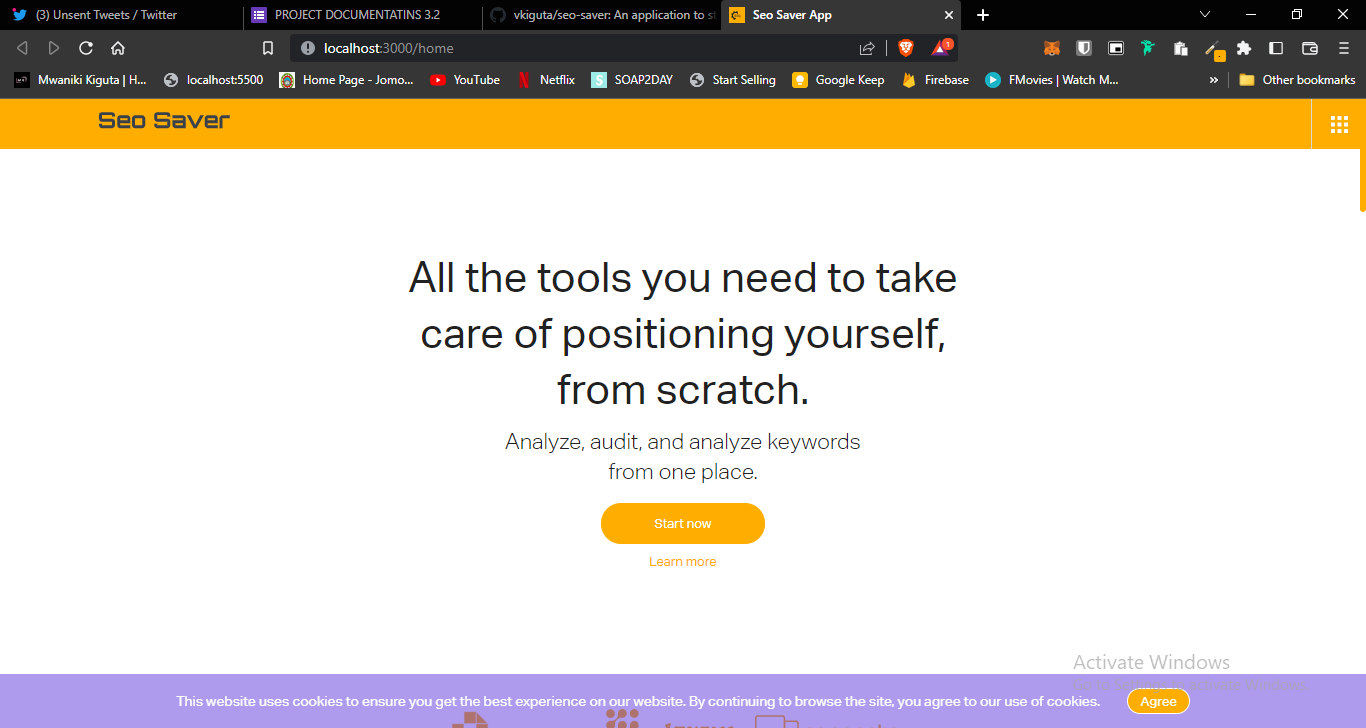 (3) Unsent Tweets / Twitter
PROJECT DOCUMENTATINS 3.2
vkiguta/seo-saver: An application to st
Seo Saver App
localhost:3000/home
1
Mwaniki Kiguta | H...
localhost:5500
Home Page - Jomo...
YouTube
Netflix
S
SOAP2DAY
Start Selling
Google Keep
Firebase
FMovies | Watch M...
»
Other bookmarks
Seo Saver
All the tools you need to take
care of positioning yourself,
from scratch.
Analyze, audit, and analyze keywords
from one place.
Start now
Learn more
Activate Windows
This website uses cookies to ensure you get the best experience on our website. By continuing to browse the site, you agree to our use of cookies.
Agree